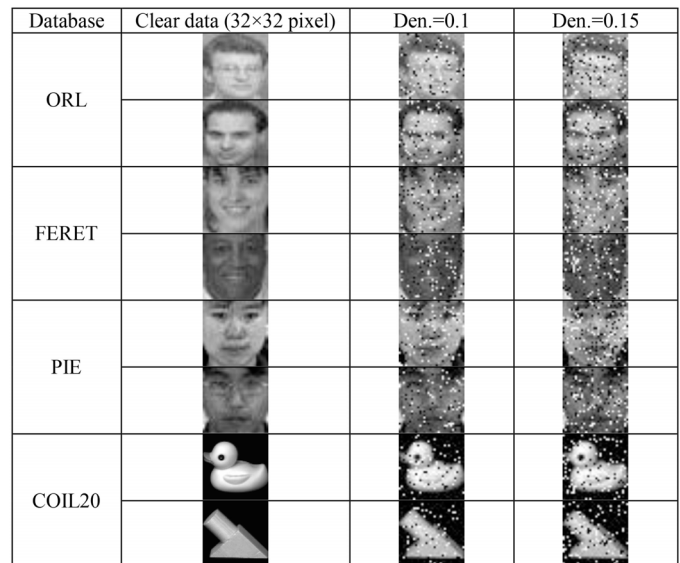 Database Clear data (32×32 pixel) Den.=0.1 Den.=0.15
ORL
FERET
PIE
COIL20